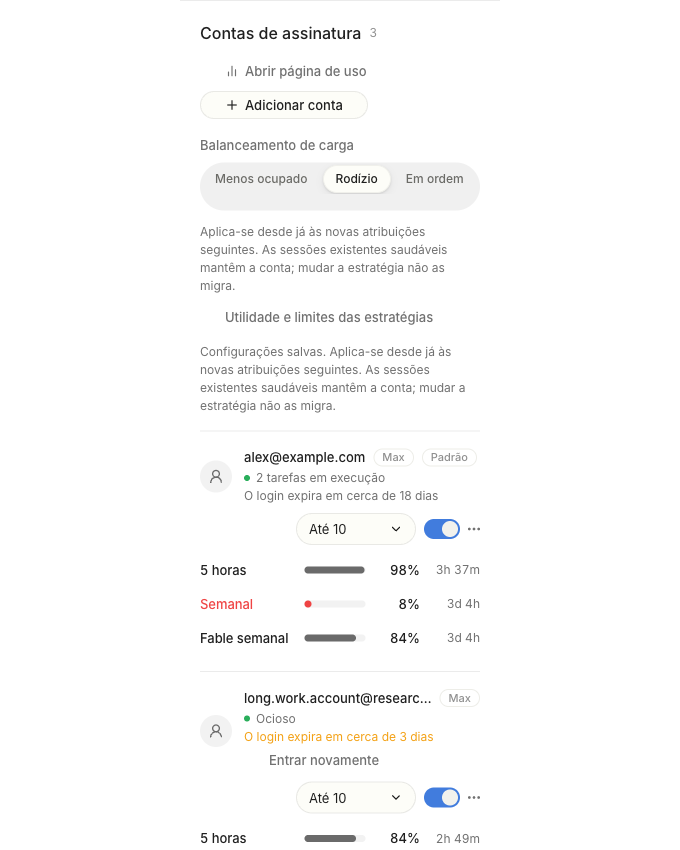 Contas de assinatura 3
Abrir página de uso
+ Adicionar conta
Balanceamento de carga
Menos ocupado Rodízio Em ordem
Aplica-se desde já às novas atribuições
seguintes. As sessões existentes saudáveis
mantêm a conta; mudar a estratégia não as
migra.
Utilidade e limites das estratégias
Configurações salvas. Aplica-se desde já às
novas atribuições seguintes. As sessões
existentes saudáveis mantêm a conta; mudar a
estratégia não as migra.
alex@example.com Max Padrão
2 tarefas em execução
O login expira em cerca de 18 dias
Até 10
5 horas 98% 3h 37m
Semanal 8% 3d 4h
Fable semanal 84% 3d 4h
long.work.account@researc... Max
Ocioso
O login expira em cerca de 3 dias
Entrar novamente
Até 10
5 horas 84% 2h 49m